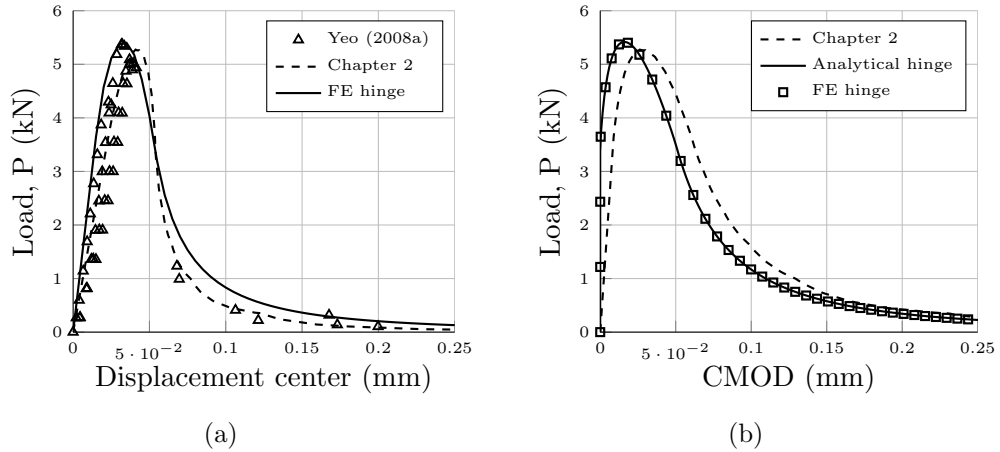 6
5
4
3
2
1
0
Load, P (kN)
Yeo (2008a)
Chapter 2
FE hinge
0
5 · 10⁻²
0.1
0.15
0.2
0.25
Displacement center (mm)
(a)
6
5
4
3
2
1
0
Load, P (kN)
Chapter 2
Analytical hinge
FE hinge
0
5 · 10⁻²
0.1
0.15
0.2
0.25
CMOD (mm)
(b)